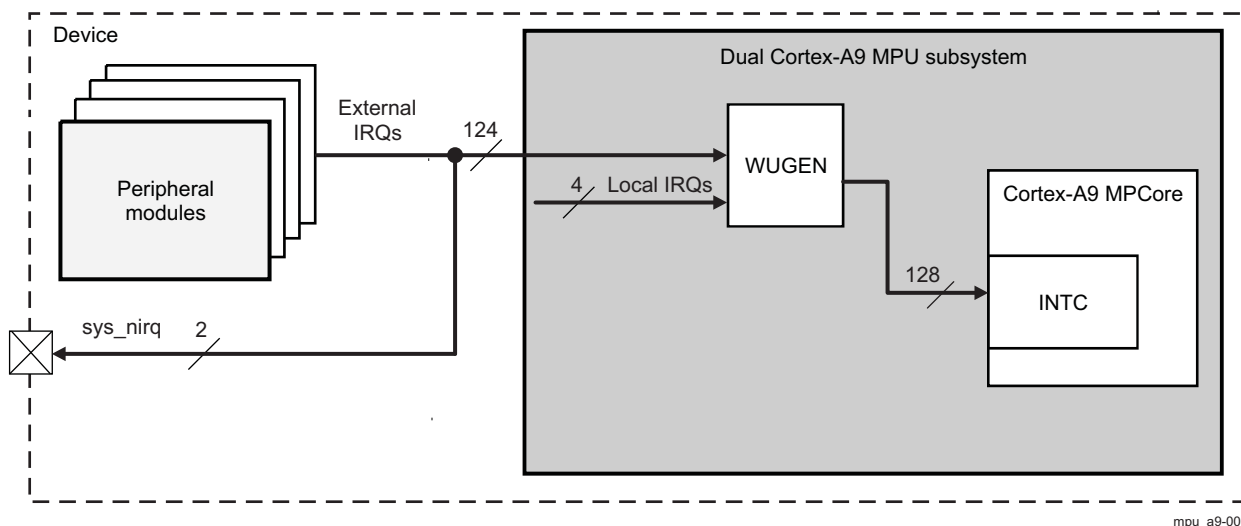 Device
Dual Cortex-A9 MPU subsystem
External
IRQs
124
WUGEN
Peripheral
modules
4
Local IRQs
Cortex-A9 MPCore
128
INTC
sys_nirq
2
mpu_a9-00